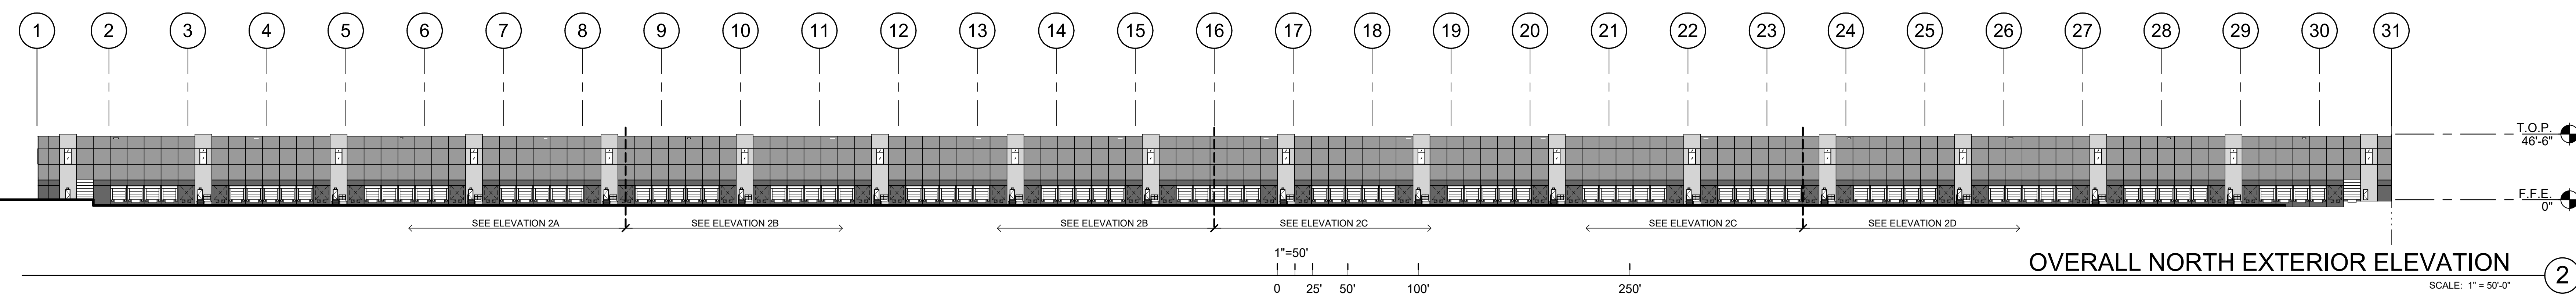 1 2 3 4 5 6 7 8 9 10 11 12 13 14 15 16 17 18 19 20 21 22 23 24 25 26 27 28 29 30 31
T.O.P.
46'-6"
F.F.E.
0"
SEE ELEVATION 2A SEE ELEVATION 2B SEE ELEVATION 2B SEE ELEVATION 2C SEE ELEVATION 2C SEE ELEVATION 2D
1"=50'
0 25' 50' 100' 250'
OVERALL NORTH EXTERIOR ELEVATION
2
SCALE: 1" = 50'-0"